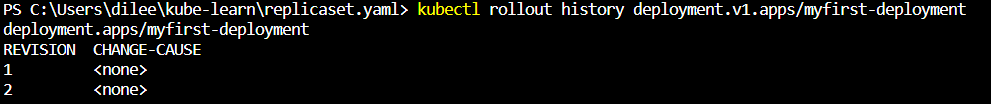 PS C:\Users\dilee\kube-learn\replicaset.yaml> kubectl rollout history deployment.v1.apps/myfirst-deployment
deployment.apps/myfirst-deployment
REVISION  CHANGE-CAUSE
1         <none>
2         <none>